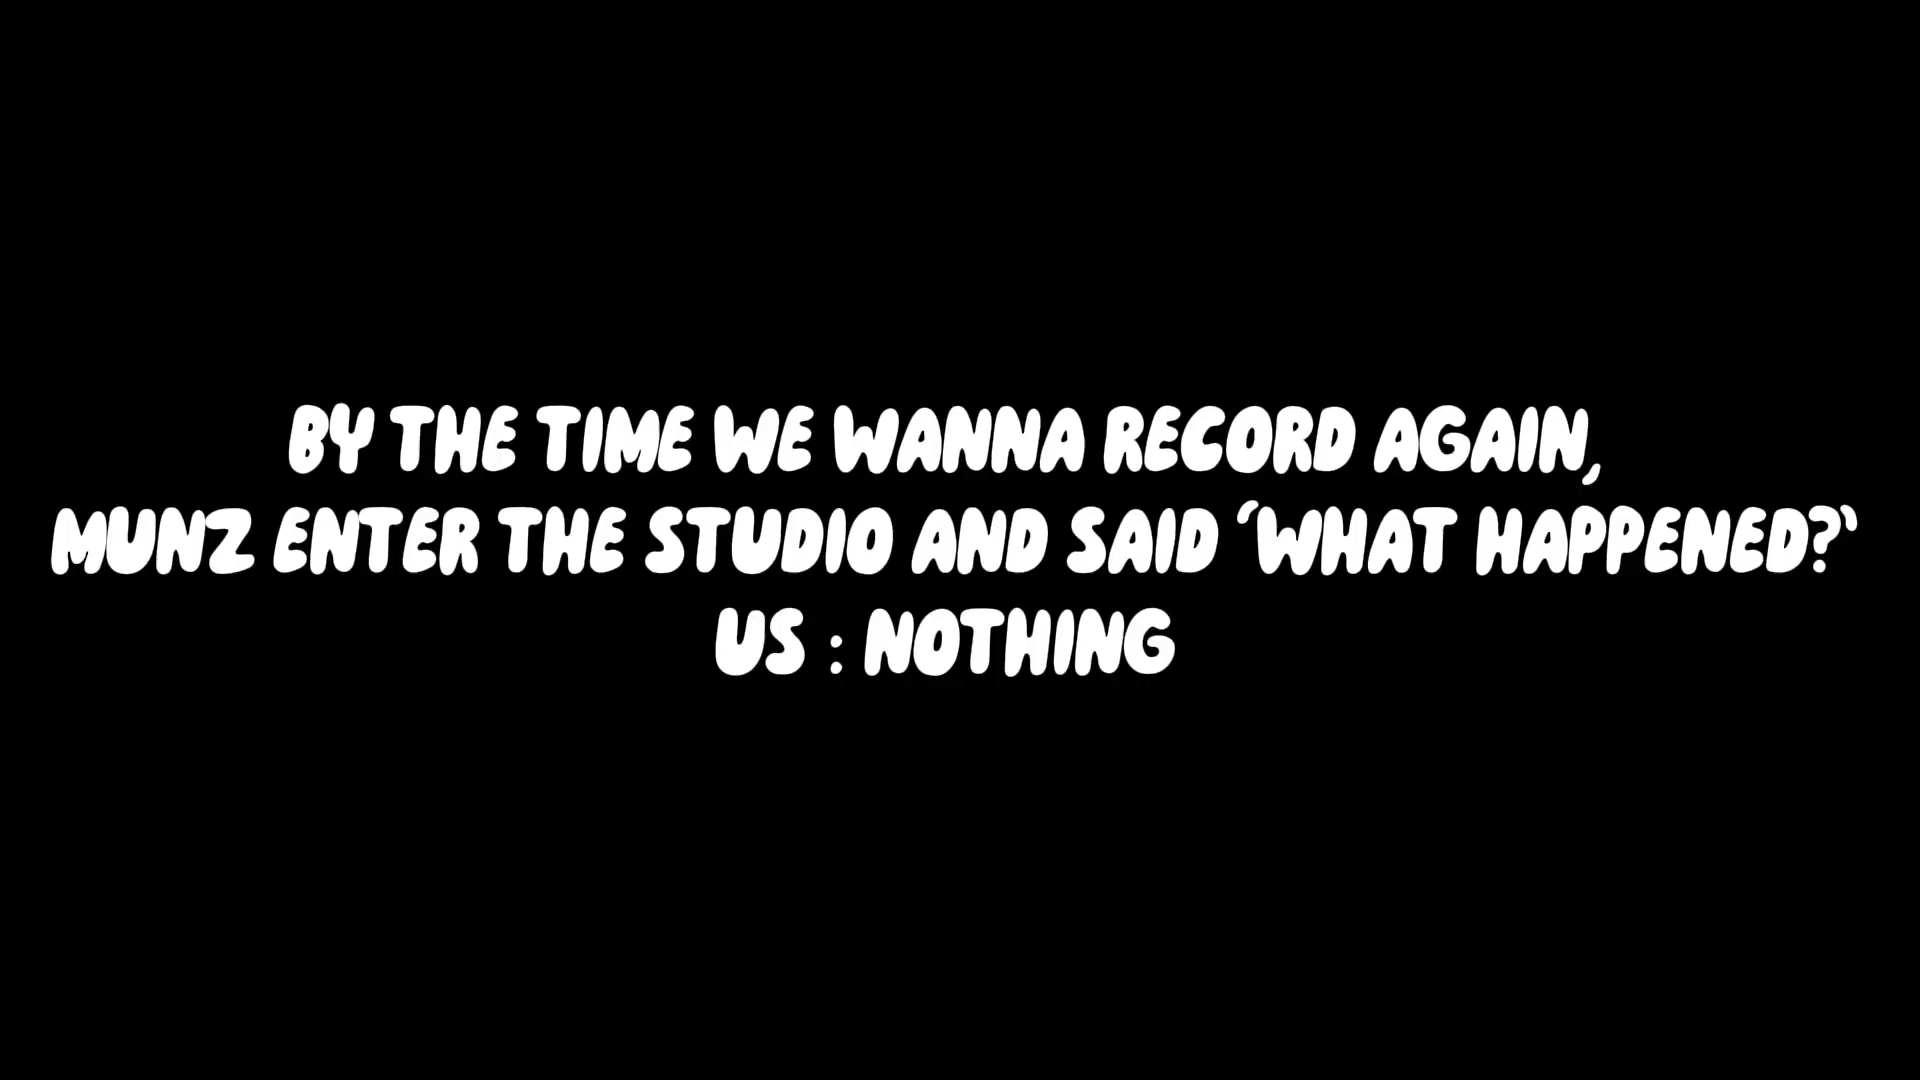 BY THE TIME WE WANNA RECORD AGAIN,
MUNZ ENTER THE STUDIO AND SAID ‘WHAT HAPPENED?‘
US : NOTHING